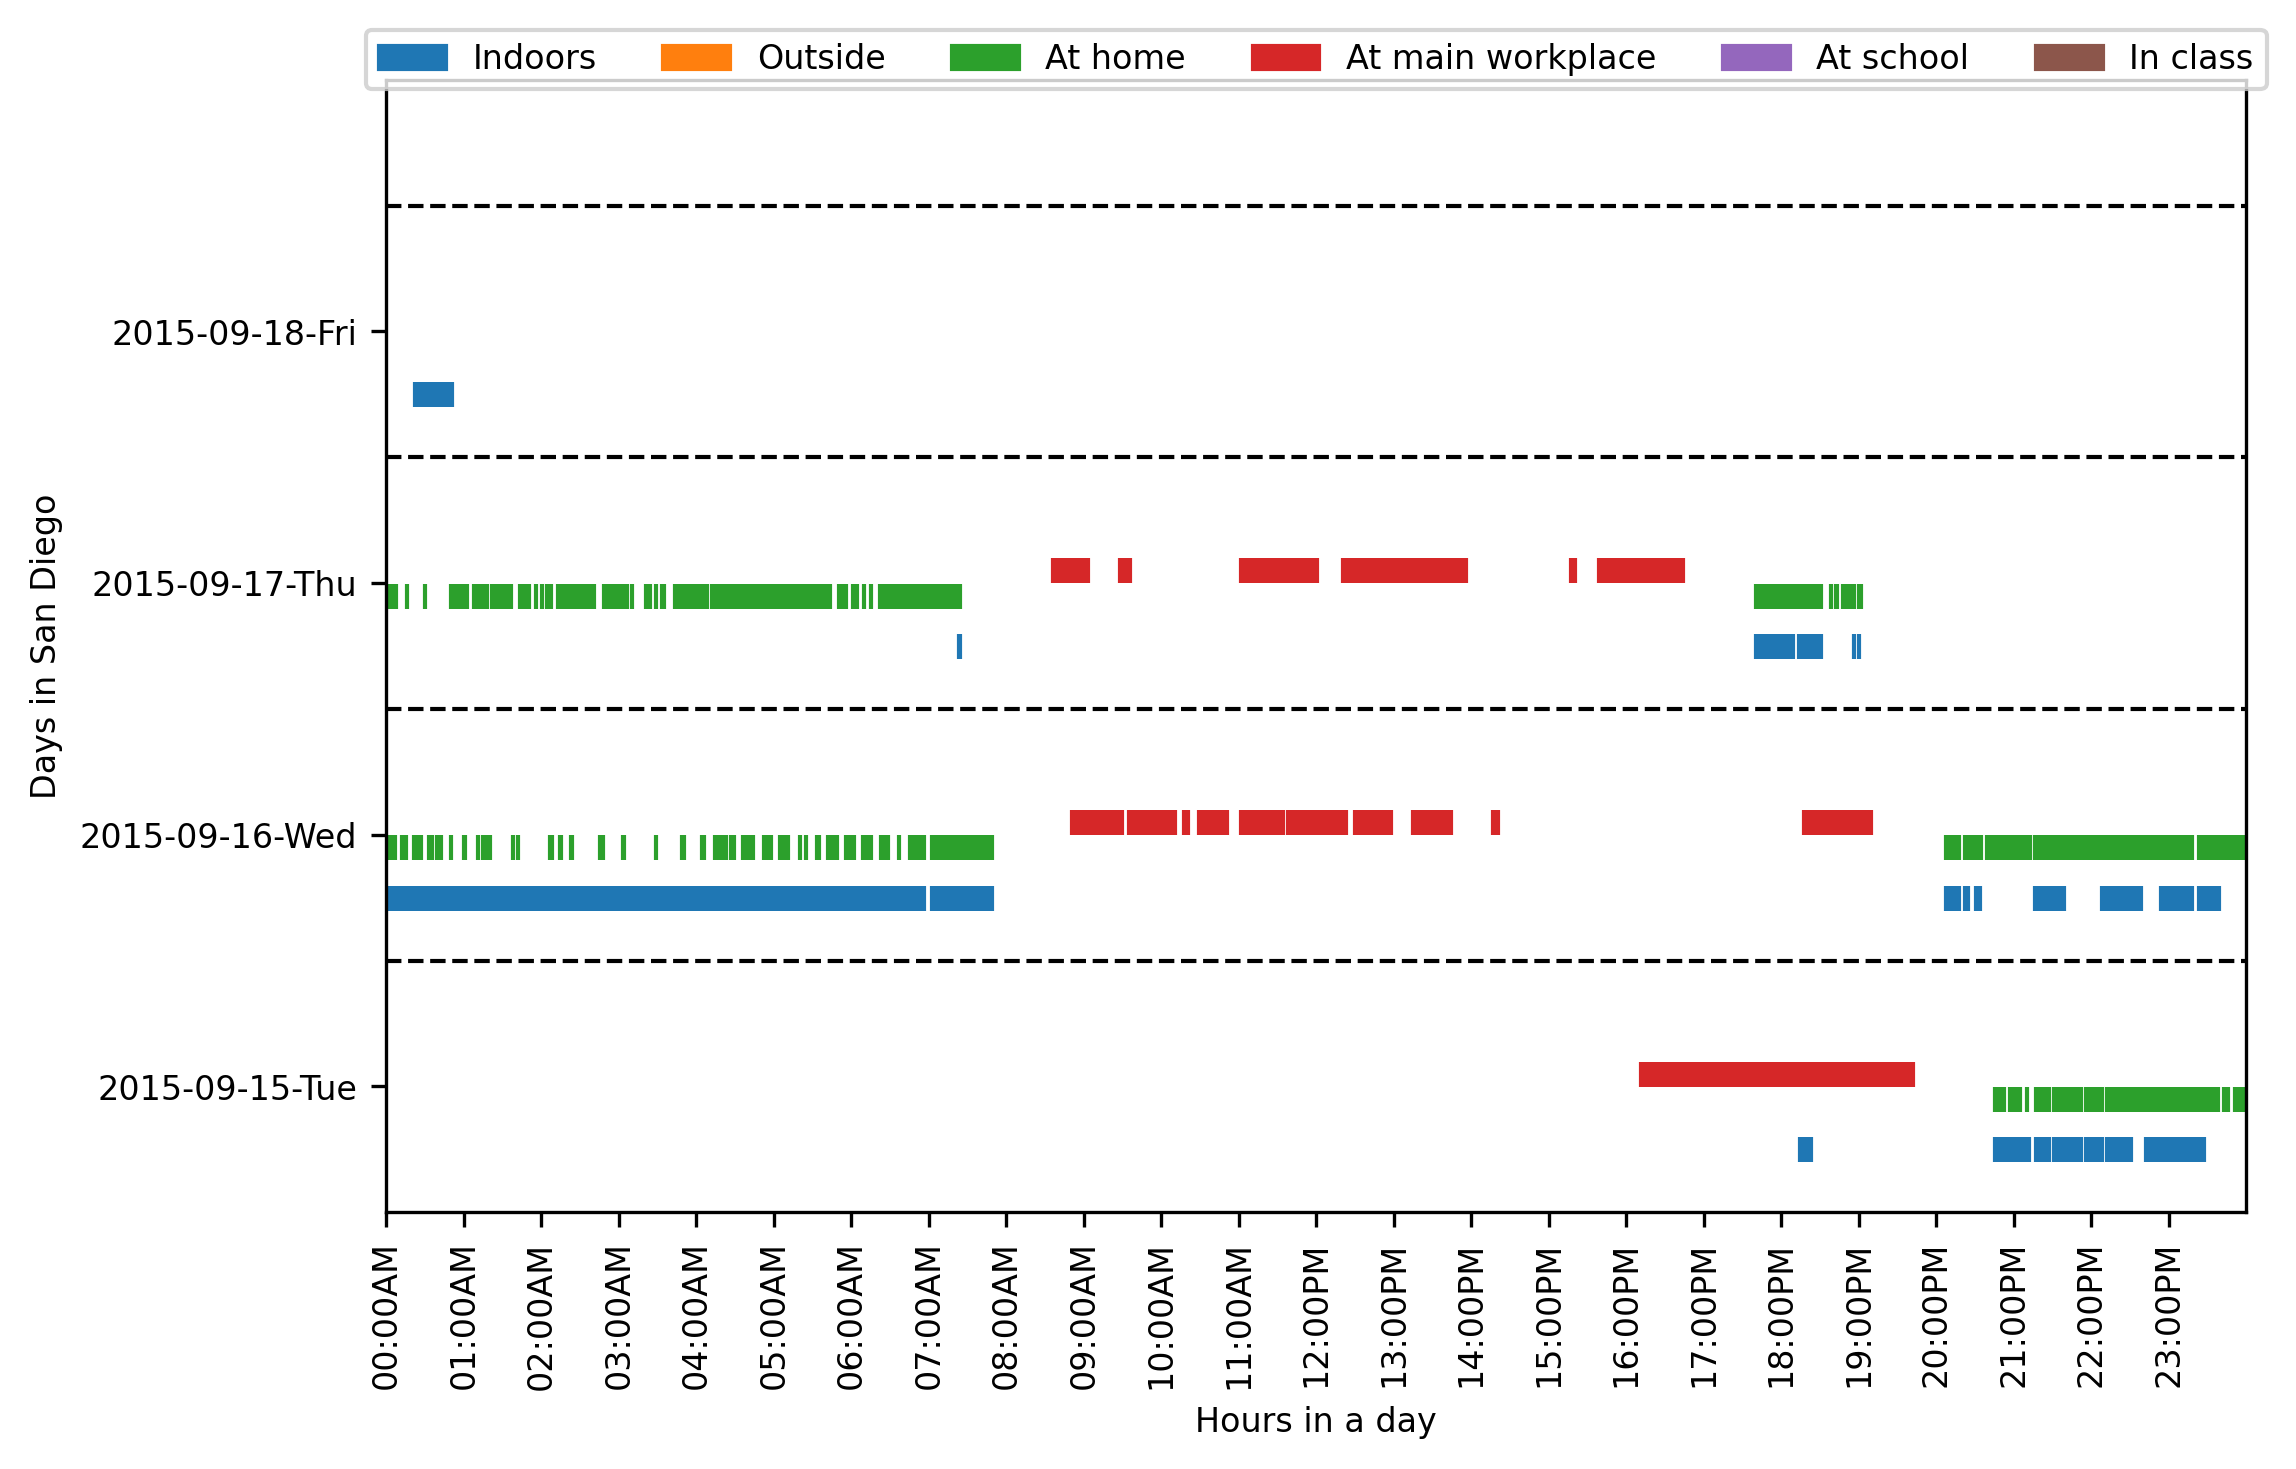 Indoors Outside At home At main workplace At school In class
Days in San Diego
2015-09-18-Fri
2015-09-17-Thu
2015-09-16-Wed
2015-09-15-Tue
00:00AM 01:00AM 02:00AM 03:00AM 04:00AM 05:00AM 06:00AM 07:00AM 08:00AM 09:00AM 10:00AM 11:00AM 12:00PM 13:00PM 14:00PM 15:00PM 16:00PM 17:00PM 18:00PM 19:00PM 20:00PM 21:00PM 22:00PM 23:00PM
Hours in a day